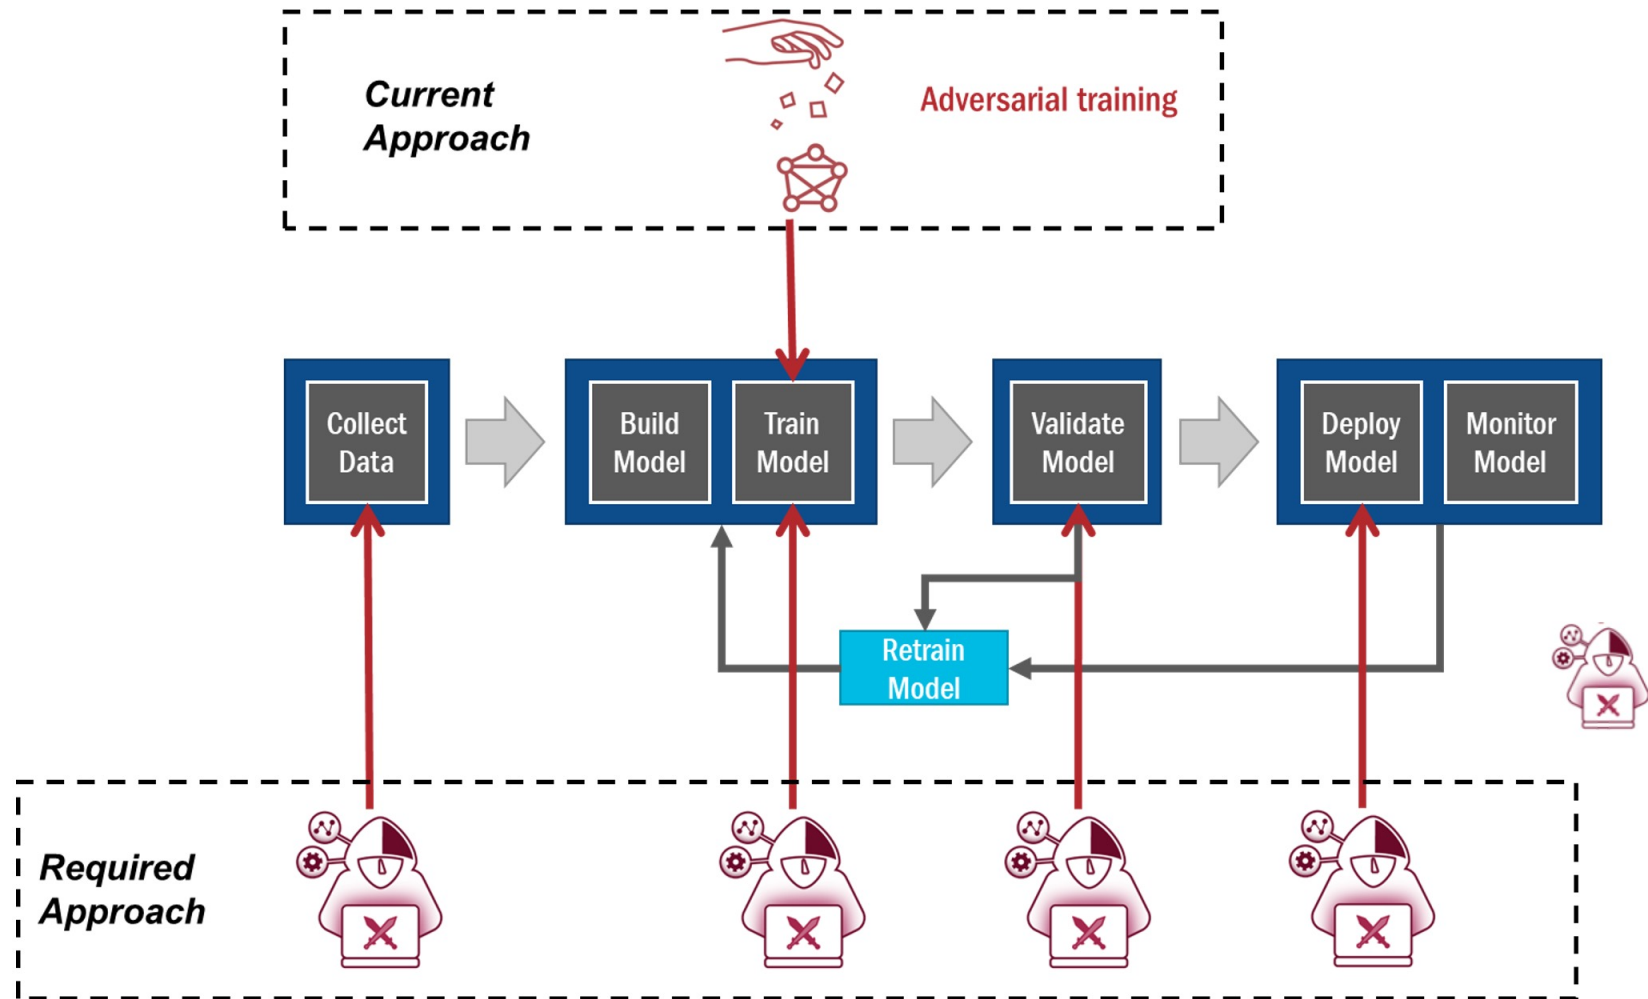 Current
Approach
Adversarial training
Collect
Data
Build
Model
Train
Model
Validate
Model
Deploy
Model
Monitor
Model
Retrain
Model
Required
Approach